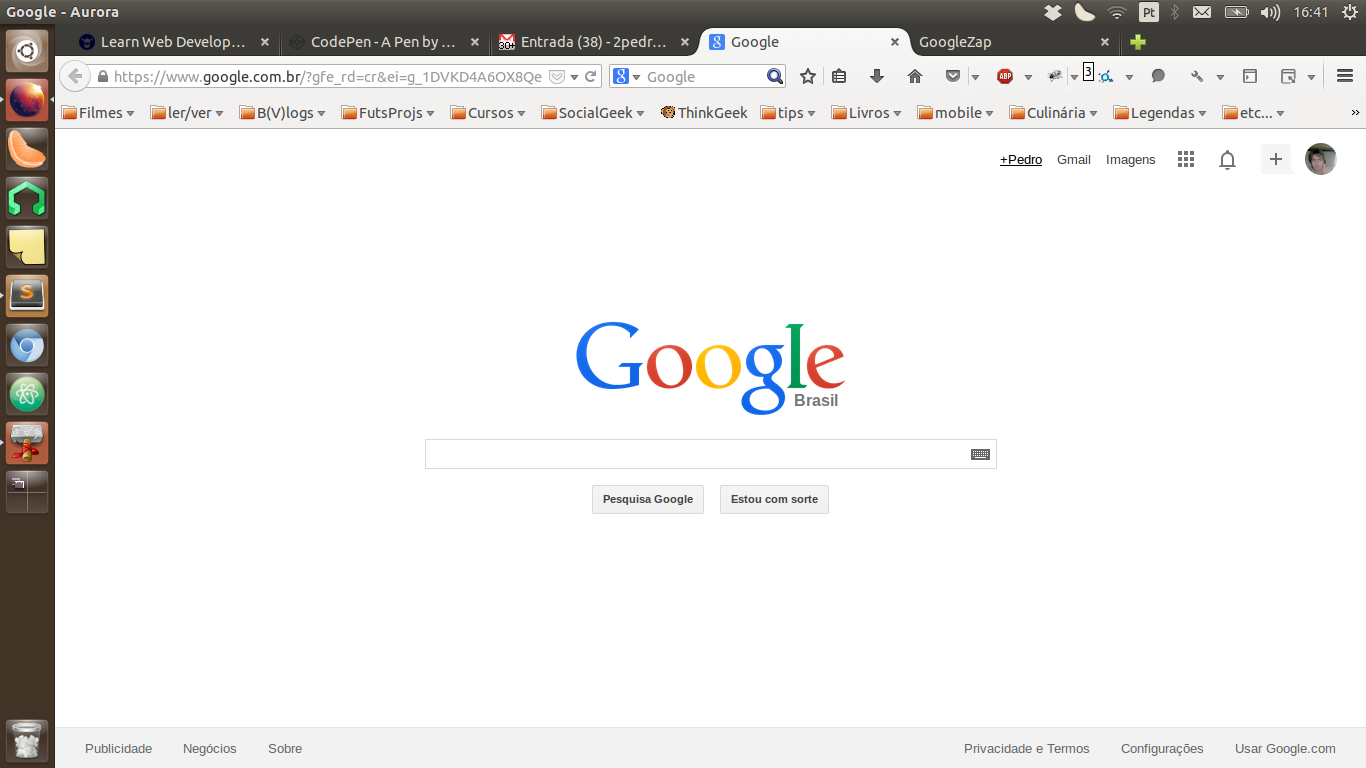 Google - Aurora
Pt
16:41
Learn Web Develop...
CodePen - A Pen by ...
Entrada (38) - 2pedr...
Google
GoogleZap
https://www.google.com.br/?gfe_rd=cr&ei=g_1DVKD4A6OX8Qe
Google
ABP
3
Filmes
ler/ver
B(V)logs
FutsProjs
Cursos
SocialGeek
ThinkGeek
tips
Livros
mobile
Culinária
Legendas
etc...
»
+Pedro
Gmail
Imagens
Google
Brasil
Pesquisa Google
Estou com sorte
Publicidade
Negócios
Sobre
Privacidade e Termos
Configurações
Usar Google.com